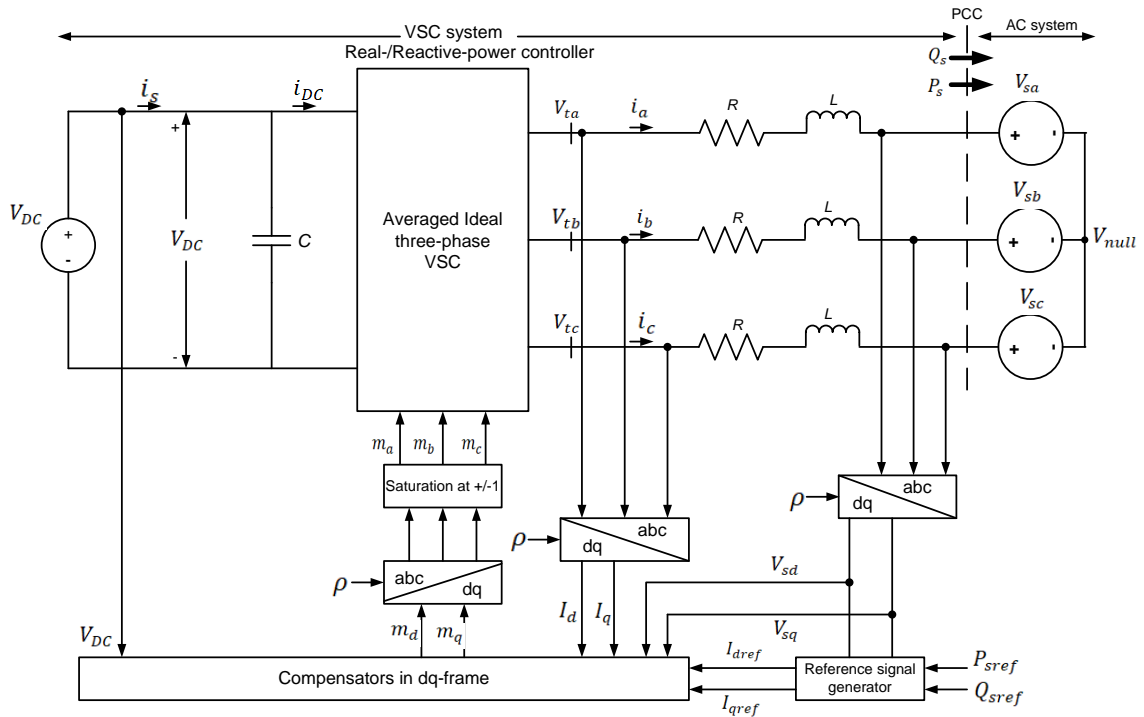 VSC system
Real-/Reactive-power controller
PCC
AC system
Q_s
P_s
i_s
i_DC
V_ta
i_a
R
L
V_sa
+
+ -
V_DC
+
-
V_DC
C
Averaged Ideal
three-phase
VSC
V_tb
i_b
R
L
V_sb
+ -
V_null
V_tc
i_c
R
L
V_sc
+ -
-
m_a m_b m_c
Saturation at +/-1
ρ
abc
dq
ρ
abc
dq
ρ
abc
dq
V_sd
V_sq
I_d I_q
m_d m_q
V_DC
Compensators in dq-frame
I_dref
I_qref
Reference signal
generator
P_sref
Q_sref